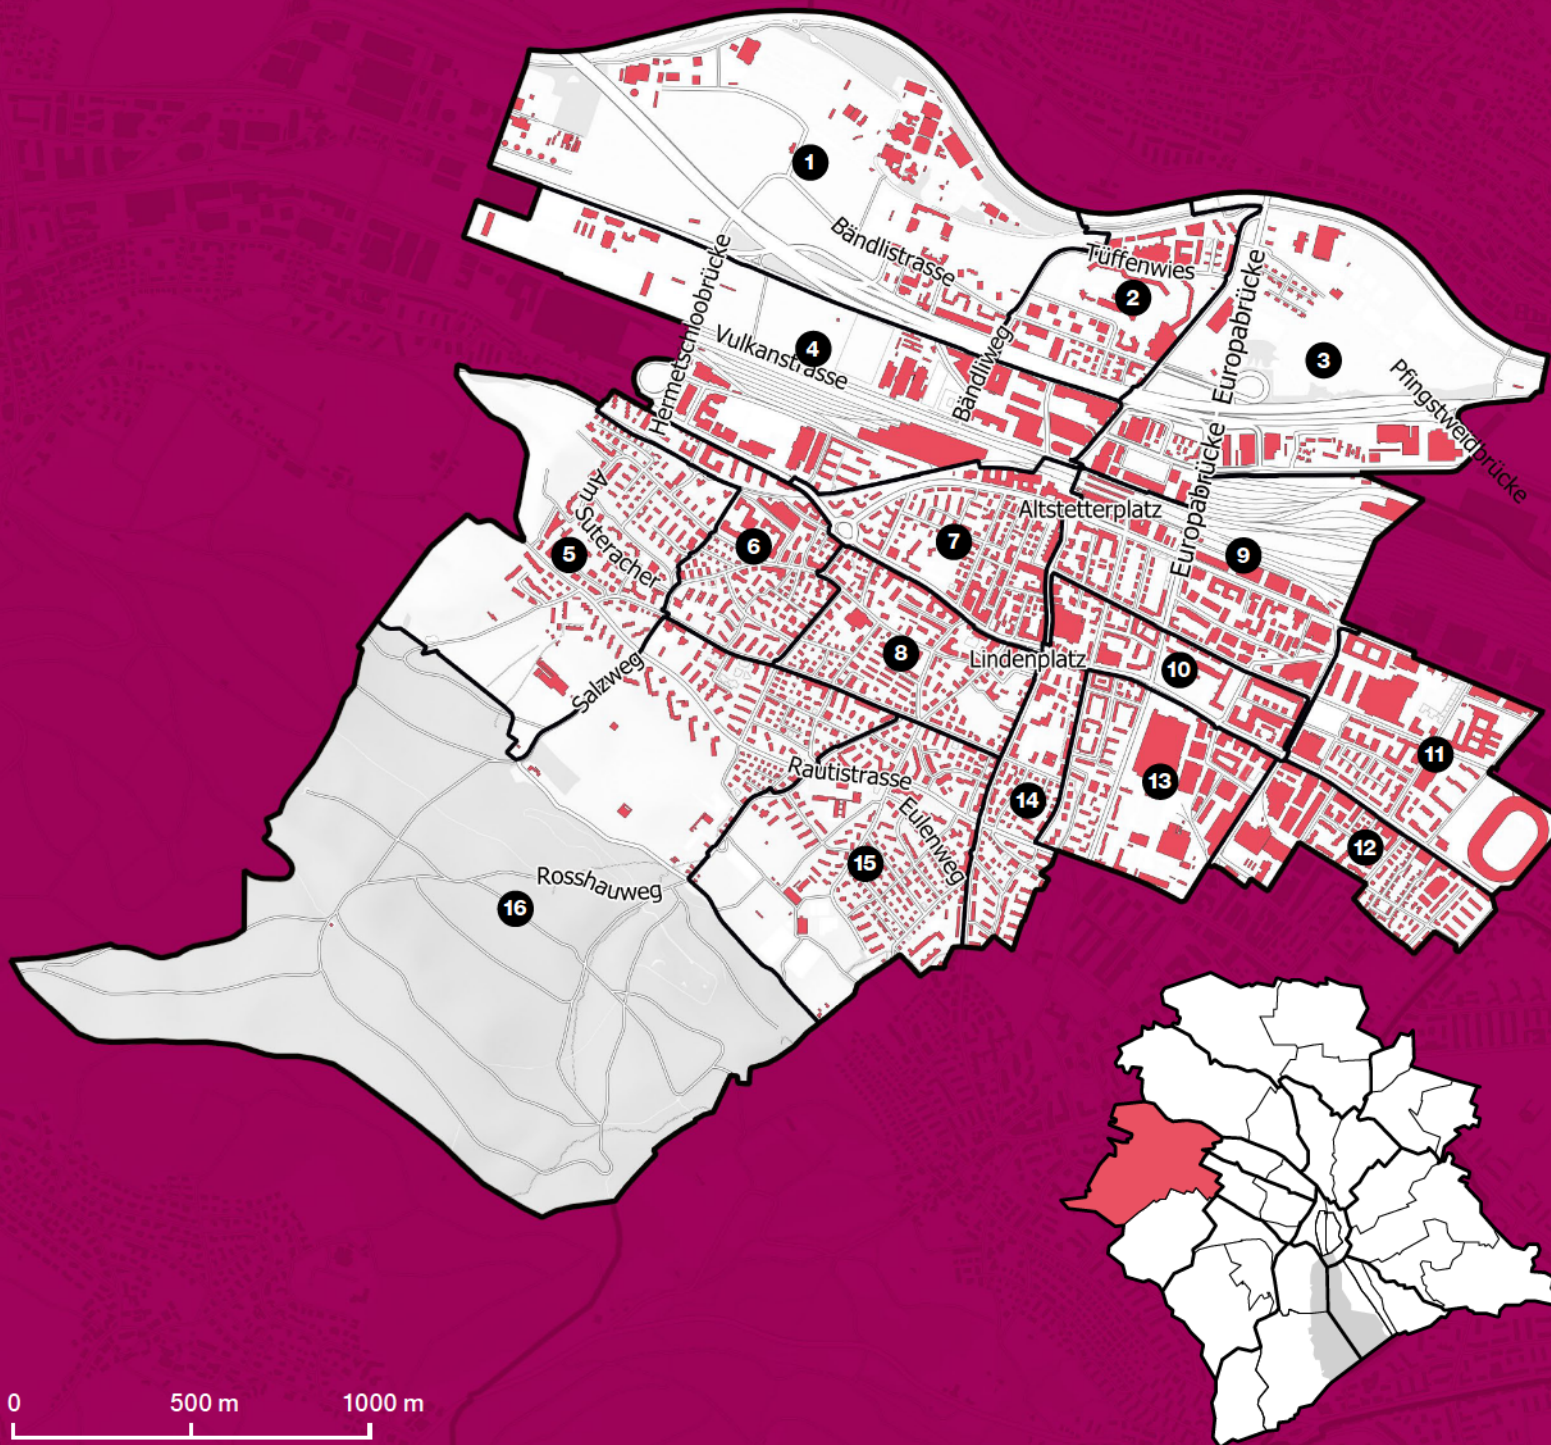 1
Bändlistrasse
Tüffenwies
2
Hermetschloobrücke
Europabrücke
3
4
Vulkanstrasse
Bändliweg
Pfingstweidbrücke
Am Suteracher
5
6
7
Altstetterplatz
Europabrücke
9
8
Lindenplatz
10
Salzweg
11
Rautistrasse
13
14
Eulenweg
12
15
Rosshauweg
16
0 500 m 1000 m